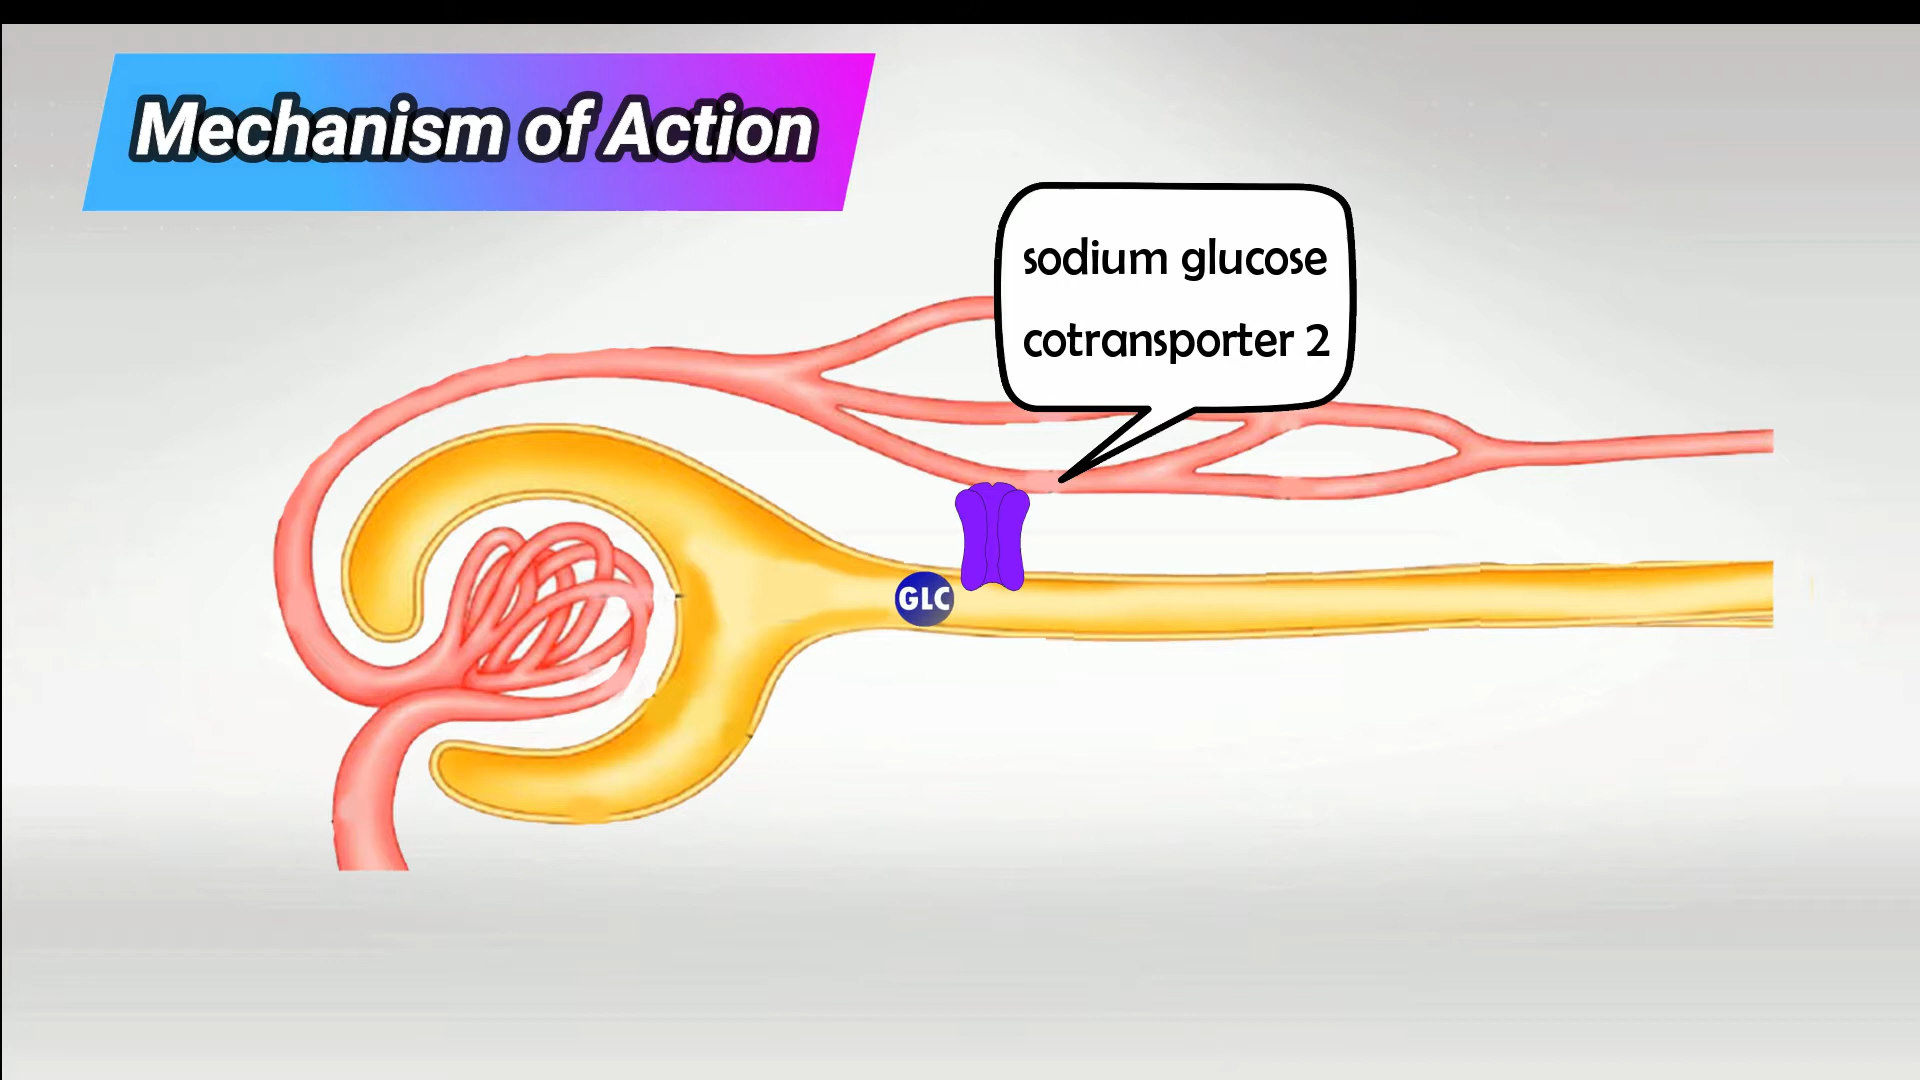 Mechanism of Action
sodium glucose
cotransporter 2
GLC